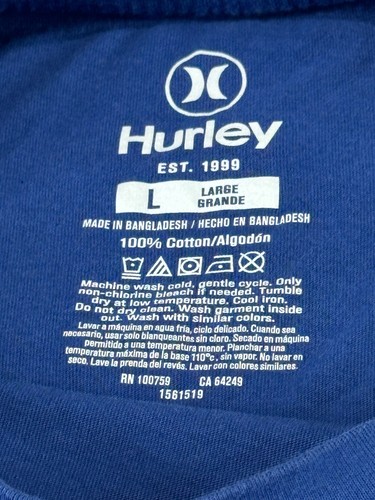 Hurley
EST. 1999
L LARGE
GRANDE
MADE IN BANGLADESH / HECHO EN BANGLADESH
100% Cotton/Algodón
Machine wash cold, gentle cycle. Only
non-chlorine bleach if needed. Tumble
dry at low temperature. Cool iron.
Do not dry clean. Wash garment inside
out. Wash with similar colors.
Lavar a máquina en agua fría, ciclo delicado. Cuando sea
necesario, usar solo blanqueantes sin cloro. Secado en máquina
permitido a una temperatura menor. Planchar a una
temperatura máxima de la base 110°c, sin vapor. No lavar en
seco. Lave la prenda del revés. Lavar con colores similares.
RN 100759 CA 64249
1561519